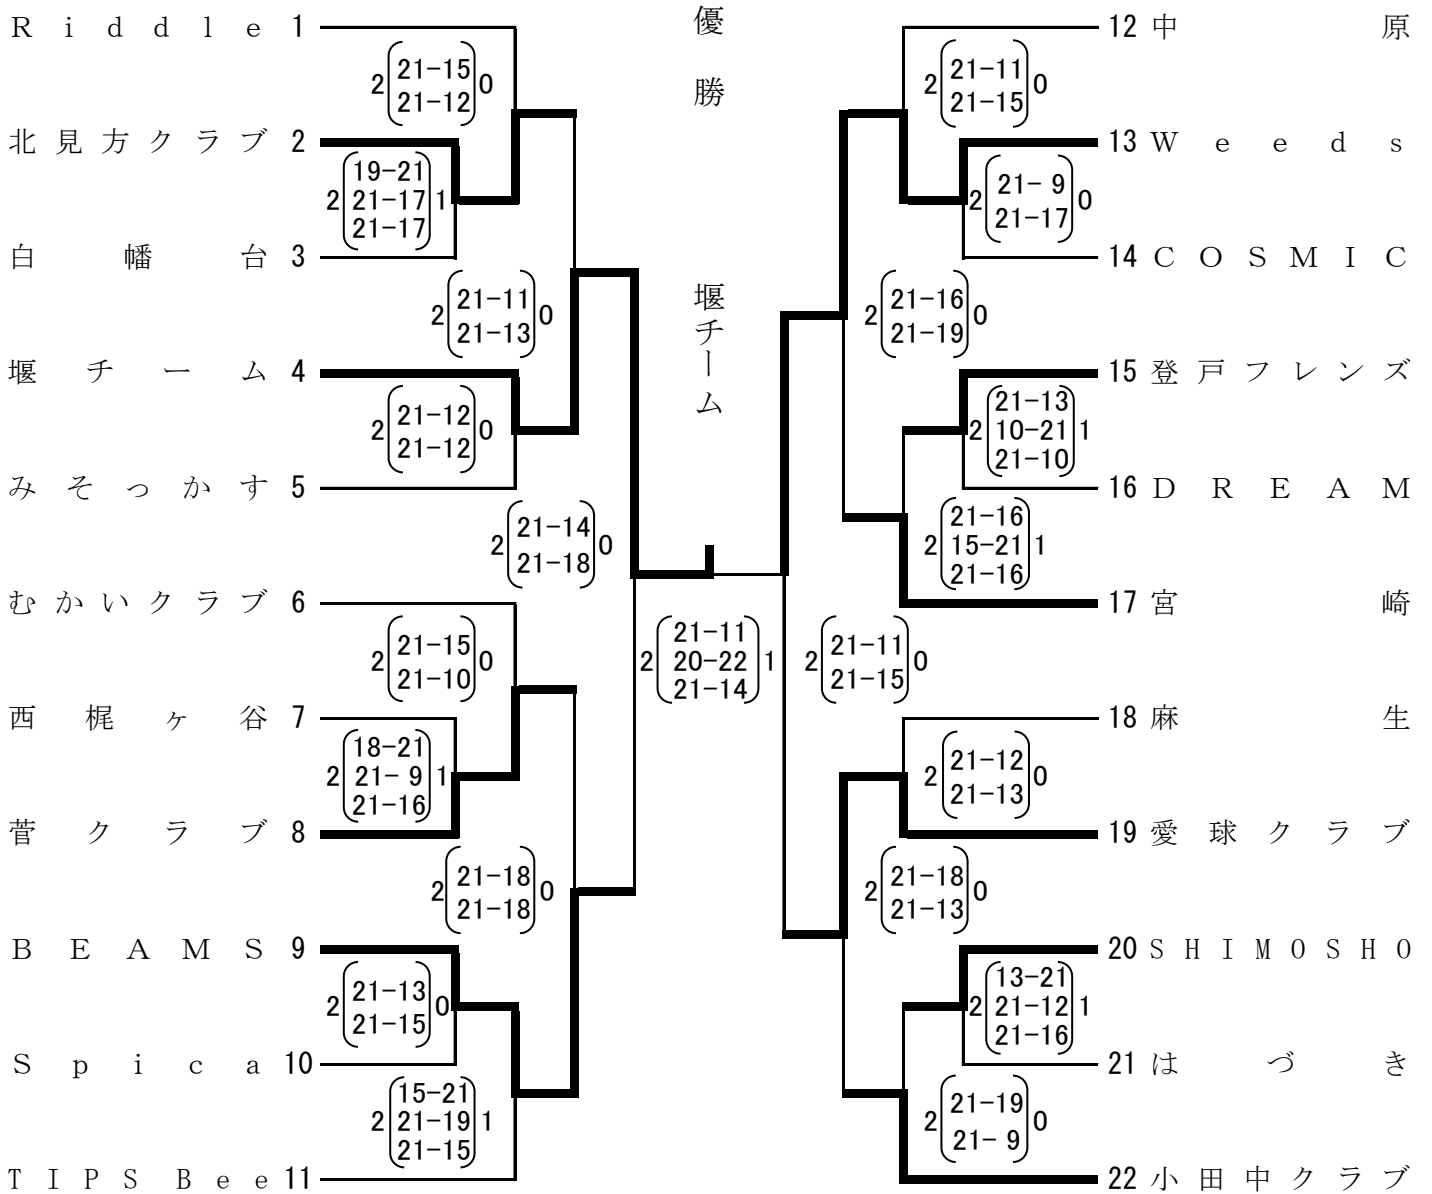 優勝
堰チーム
Riddle 1
2 21-15 0
21-12
北見方クラブ 2
19-21
2 21-17 1
21-17
白幡台 3
2 21-11 0
21-13
堰チーム 4
2 21-12 0
21-12
みそっかす 5
2 21-14 0
21-18
むかいクラブ 6
2 21-15 0
21-10
西梶ヶ谷 7
18-21
2 21- 9 1
21-16
菅クラブ 8
2 21-18 0
21-18
BEAMS 9
2 21-13 0
21-15
Spica 10
15-21
2 21-19 1
21-15
TIPS Bee 11
21-11
2 20-22 1
21-14
12 中原
2 21-11 0
21-15
13 Weeds
2 21- 9 0
21-17
14 COSMIC
2 21-16 0
21-19
15 登戸フレンズ
21-13
2 10-21 1
21-10
16 DREAM
21-16
2 15-21 1
21-16
17 宮崎
2 21-11 0
21-15
18 麻生
2 21-12 0
21-13
19 愛球クラブ
2 21-18 0
21-13
20 SHIMOSHO
13-21
2 21-12 1
21-16
21 はづき
2 21-19 0
21- 9
22 小田中クラブ